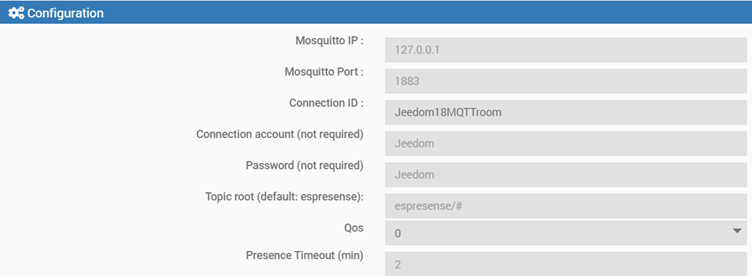 Configuration
Mosquitto IP : 127.0.0.1
Mosquitto Port : 1883
Connection ID : Jeedom18MQTTroom
Connection account (not required) Jeedom
Password (not required) Jeedom
Topic root (default: espresense): espresense/#
Qos 0
Presence Timeout (min) 2